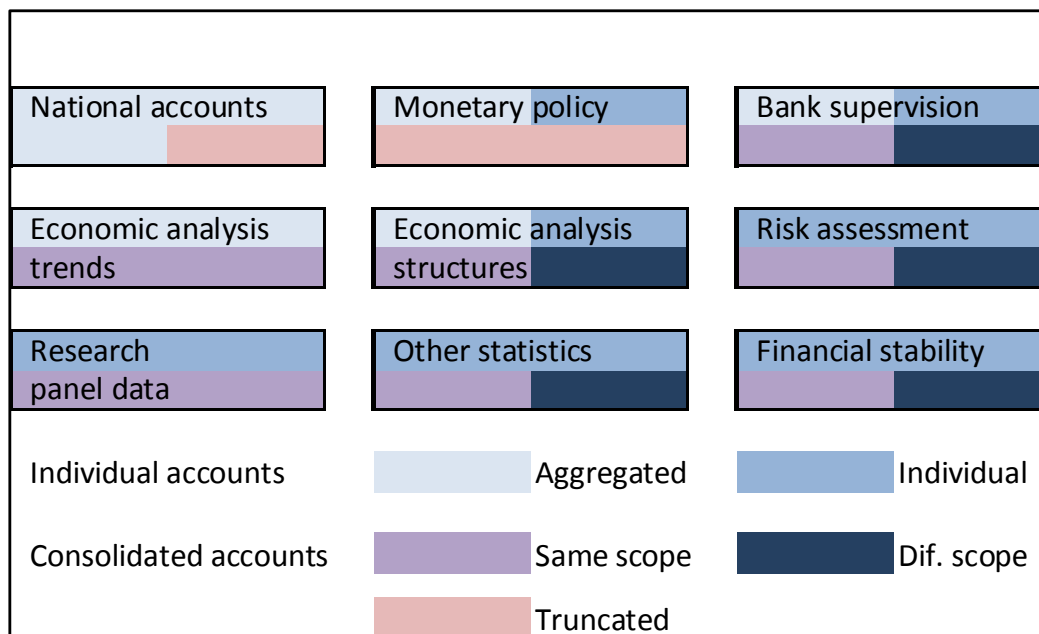 National accounts
Monetary policy
Bank supervision
Economic analysis
trends
Economic analysis
structures
Risk assessment
Research
panel data
Other statistics
Financial stability
Individual accounts
Aggregated
Individual
Consolidated accounts
Same scope
Dif. scope
Truncated